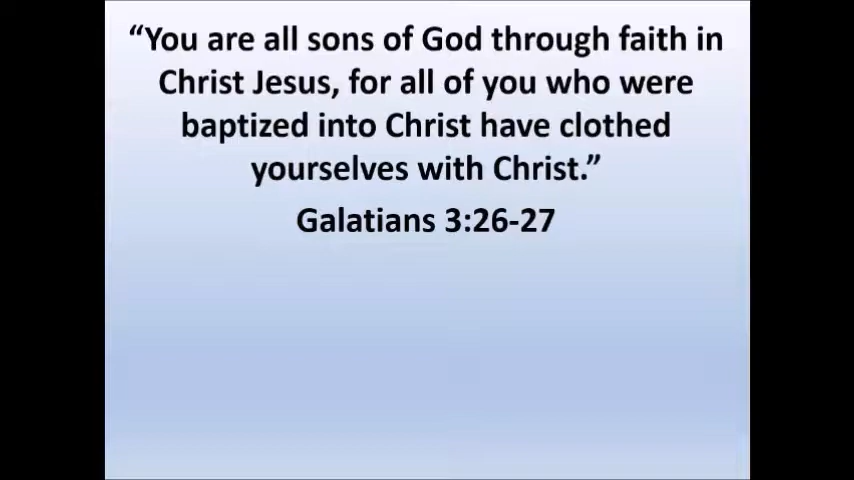 “You are all sons of God through faith in
Christ Jesus, for all of you who were
baptized into Christ have clothed
yourselves with Christ.”
Galatians 3:26-27